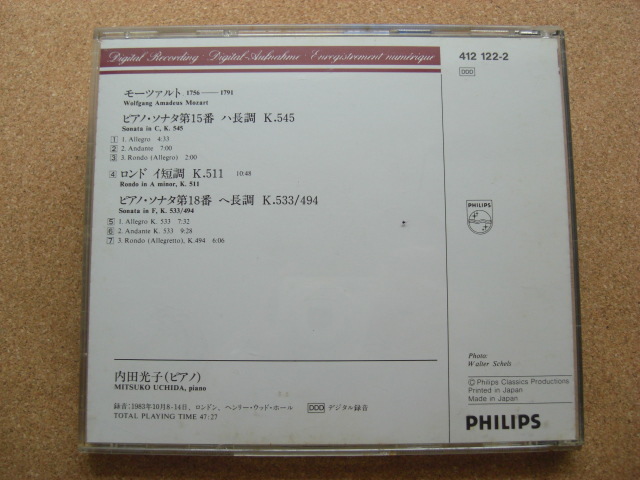 Digital Recording Digital-Aufnahme Enregistrement numérique
412 122-2
DDD
モーツァルト 1756——1791
Wolfgang Amadeus Mozart
ピアノ・ソナタ第15番 ハ長調 K.545
Sonata in C, K. 545
1 1. Allegro 4:33
2 2. Andante 7:00
3 3. Rondo (Allegro) 2:00
4 ロンド イ短調 K.511 10:48
Rondo in A minor, K. 511
ピアノ・ソナタ第18番 ヘ長調 K.533/494
Sonata in F, K. 533/494
5 1. Allegro K. 533 7:32
6 2. Andante K. 533 9:28
7 3. Rondo (Allegretto), K.494 6:06
PHILIPS
内田光子(ピアノ)
MITSUKO UCHIDA, piano
録音:1983年10月8-14日、ロンドン、ヘンリー・ウッド・ホール DDD デジタル録音
TOTAL PLAYING TIME 47:27
Photo:
Walter Schels
© Philips Classics Productions
Printed in Japan
Made in Japan
PHILIPS